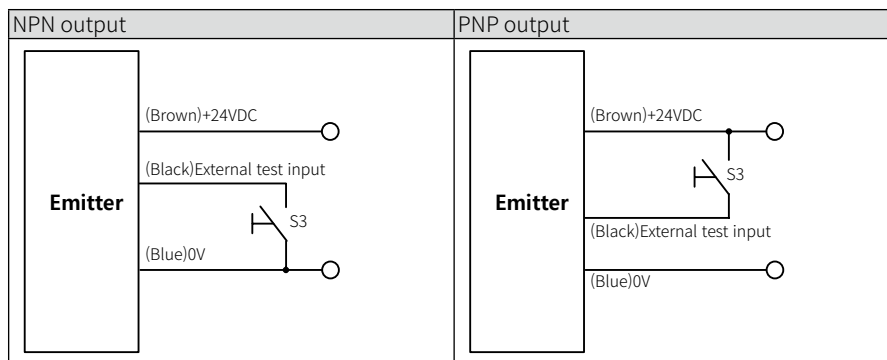 NPN output
(Brown)+24VDC
(Black)External test input
Emitter
S3
(Blue)0V
PNP output
(Brown)+24VDC
S3
Emitter
(Black)External test input
(Blue)0V